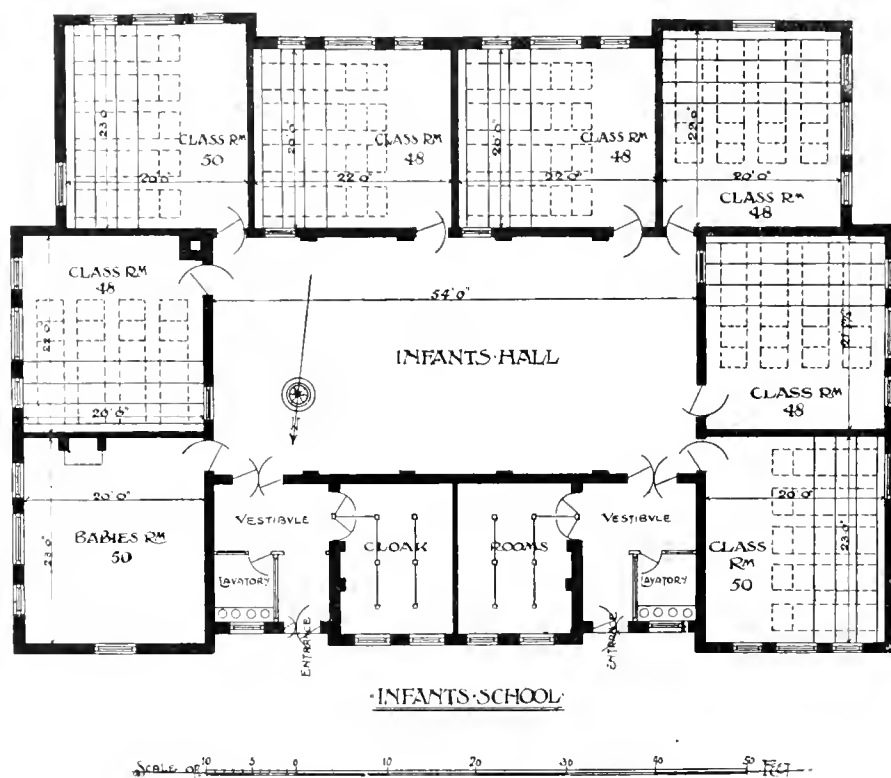 CLASS RM
50
23'0"
20'0"
CLASS RM
48
20'0"
22'0"
CLASS RM
48
20'0"
22'0"
CLASS RM
48
22'0"
20'0"
CLASS RM
48
22'0"
20'6"
54'0"
INFANTS·HALL
N
CLASS RM
48
BABIES RM
50
20'0"
23'0"
VESTIBVLE
LAVATORY
ENTRANCE
CLOAK ROOMS
VESTIBVLE
LAVATORY
ENTRANCE
CLASS
RM
50
20'0"
23'0"
·INFANTS·SCHOOL·
SCALE OF 10 5 0 10 20 30 40 50 FEET